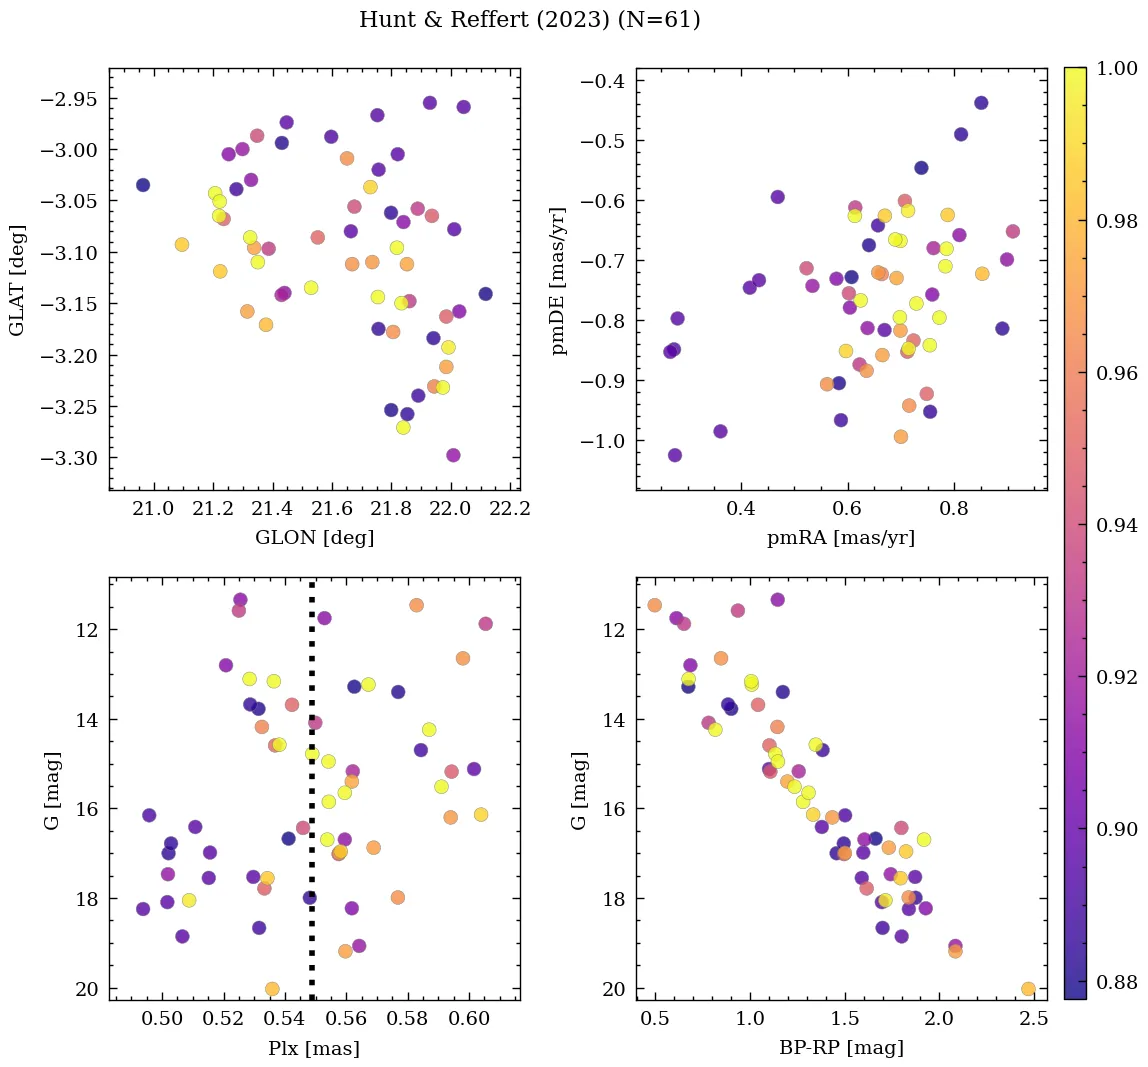 Hunt & Reffert (2023) (N=61)
−2.95
−3.00
−3.05
−3.10
−3.15
−3.20
−3.25
−3.30
GLAT [deg]
21.0 21.2 21.4 21.6 21.8 22.0 22.2
GLON [deg]
−0.4
−0.5
−0.6
−0.7
−0.8
−0.9
−1.0
pmDE [mas/yr]
0.4 0.6 0.8
pmRA [mas/yr]
12
14
16
18
20
G [mag]
0.50 0.52 0.54 0.56 0.58 0.60
Plx [mas]
12
14
16
18
20
G [mag]
0.5 1.0 1.5 2.0 2.5
BP-RP [mag]
1.00
0.98
0.96
0.94
0.92
0.90
0.88